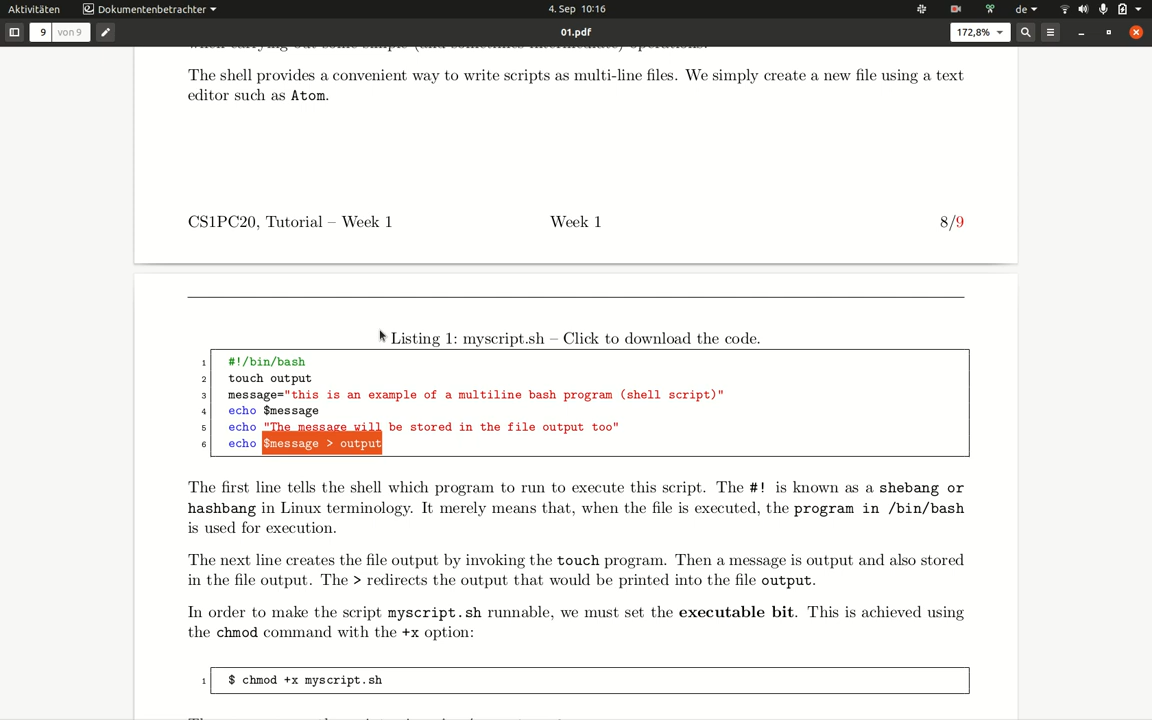 Aktivitäten Dokumentenbetrachter 4. Sep 10:16 de
9 von 9 01.pdf 172,8%
when carrying out some simple (and sometimes intermediate) operations.
The shell provides a convenient way to write scripts as multi-line files. We simply create a new file using a text
editor such as Atom.
CS1PC20, Tutorial – Week 1 Week 1 8/9
Listing 1: myscript.sh – Click to download the code.
1 #!/bin/bash
2 touch output
3 message="this is an example of a multiline bash program (shell script)"
4 echo $message
5 echo "The message will be stored in the file output too"
6 echo $message > output
The first line tells the shell which program to run to execute this script. The #! is known as a shebang or
hashbang in Linux terminology. It merely means that, when the file is executed, the program in /bin/bash
is used for execution.
The next line creates the file output by invoking the touch program. Then a message is output and also stored
in the file output. The > redirects the output that would be printed into the file output.
In order to make the script myscript.sh runnable, we must set the executable bit. This is achieved using
the chmod command with the +x option:
1 $ chmod +x myscript.sh